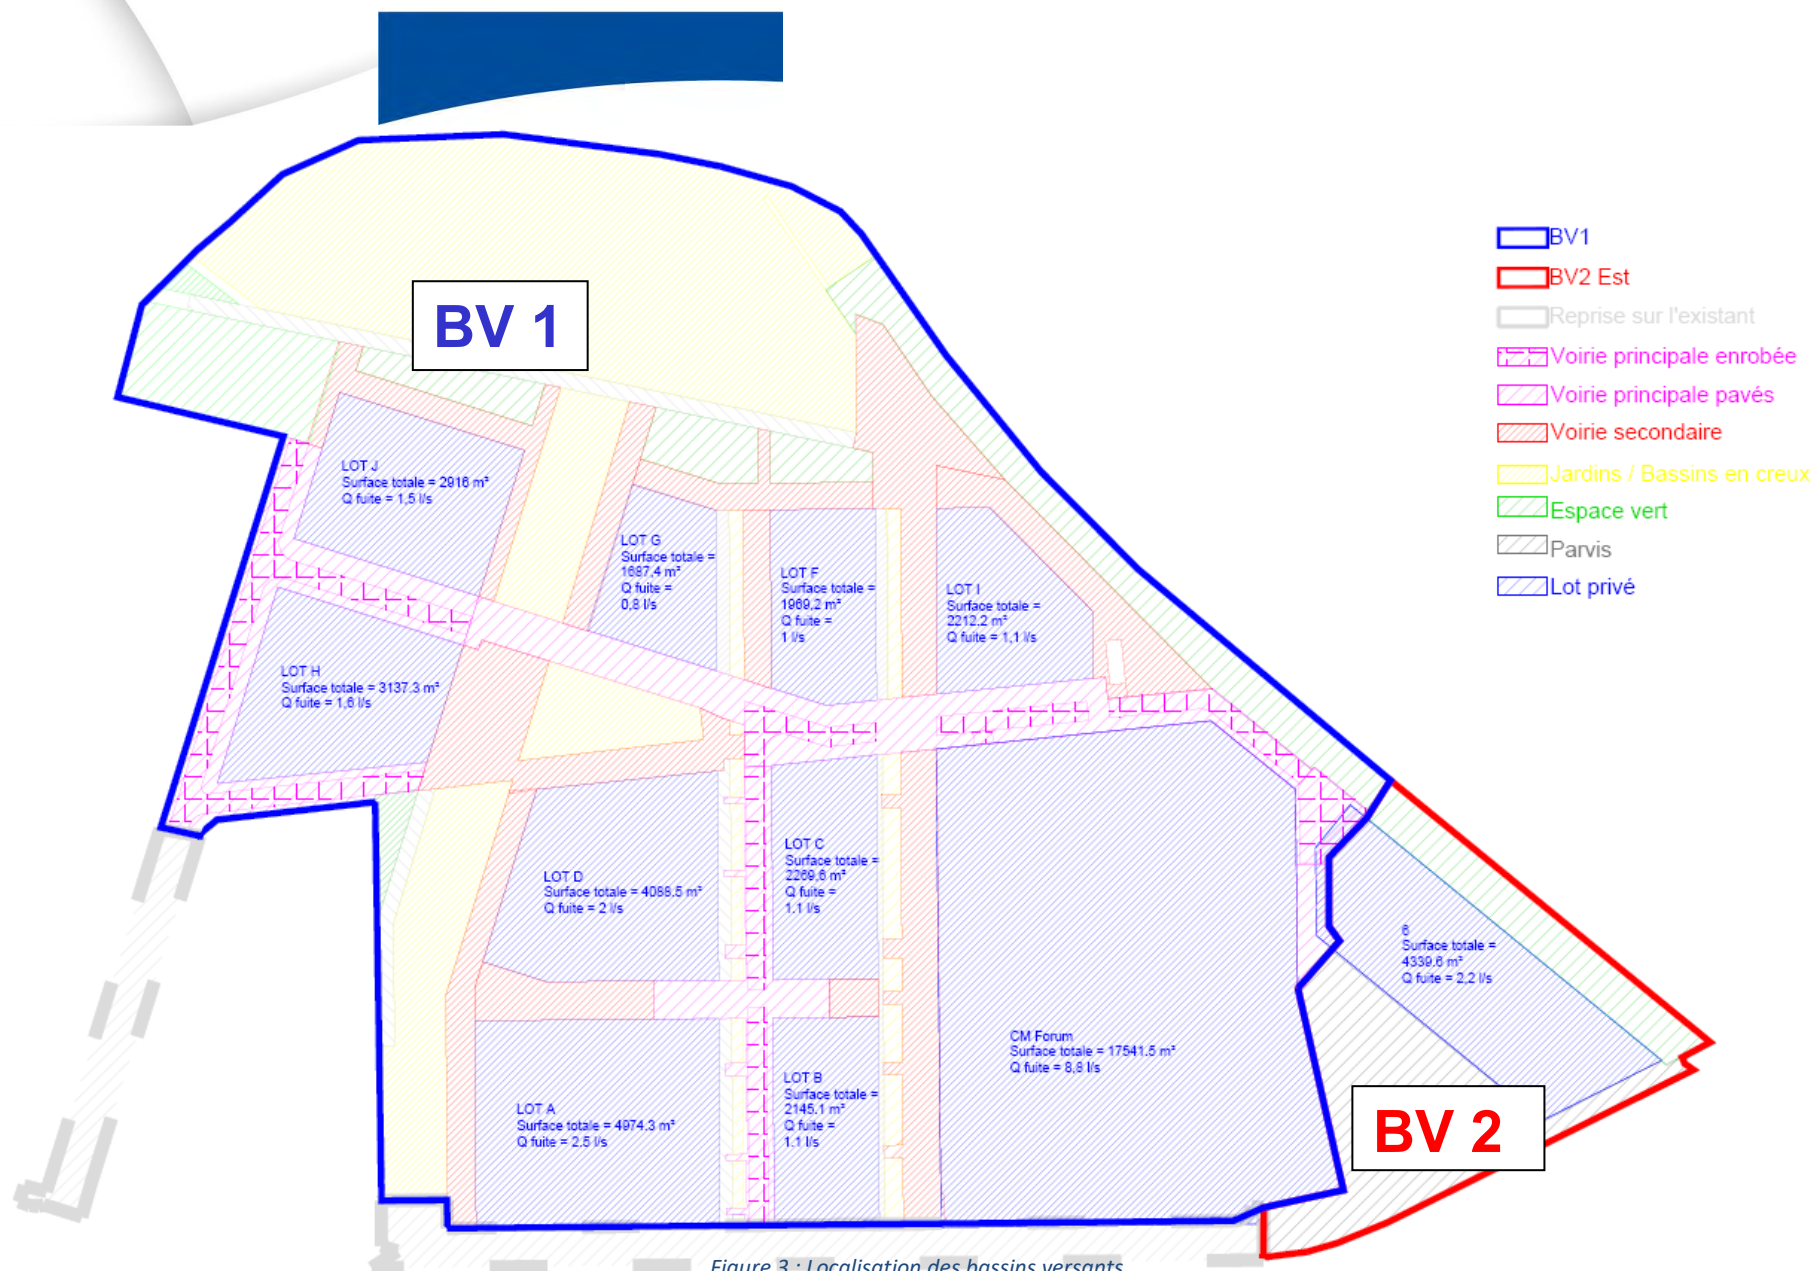 BV 1
BV1
BV2 Est
Reprise sur l'existant
Voirie principale enrobée
Voirie principale pavés
Voirie secondaire
Jardins / Bassins en creux
Espace vert
Parvis
Lot privé
LOT J
Surface totale = 2916 m²
Q fuite = 1,5 l/s
LOT G
Surface totale =
1687,4 m²
Q fuite =
0,8 l/s
LOT F
Surface totale =
1969,2 m²
Q fuite =
1 l/s
LOT I
Surface totale =
2212.2 m²
Q fuite = 1,1 l/s
LOT H
Surface totale = 3137.3 m²
Q fuite = 1,6 l/s
LOT D
Surface totale = 4088.5 m²
Q fuite = 2 l/s
LOT C
Surface totale =
2269,6 m²
Q fuite =
1.1 l/s
6
Surface totale =
4339.6 m²
Q fuite = 2,2 l/s
CM Forum
Surface totale = 17541.5 m²
Q fuite = 8,8 l/s
LOT A
Surface totale = 4974.3 m²
Q fuite = 2.5 l/s
LOT B
Surface totale =
2145.1 m²
Q fuite =
1.1 l/s
BV 2
Figure 3 : Localisation des bassins versants